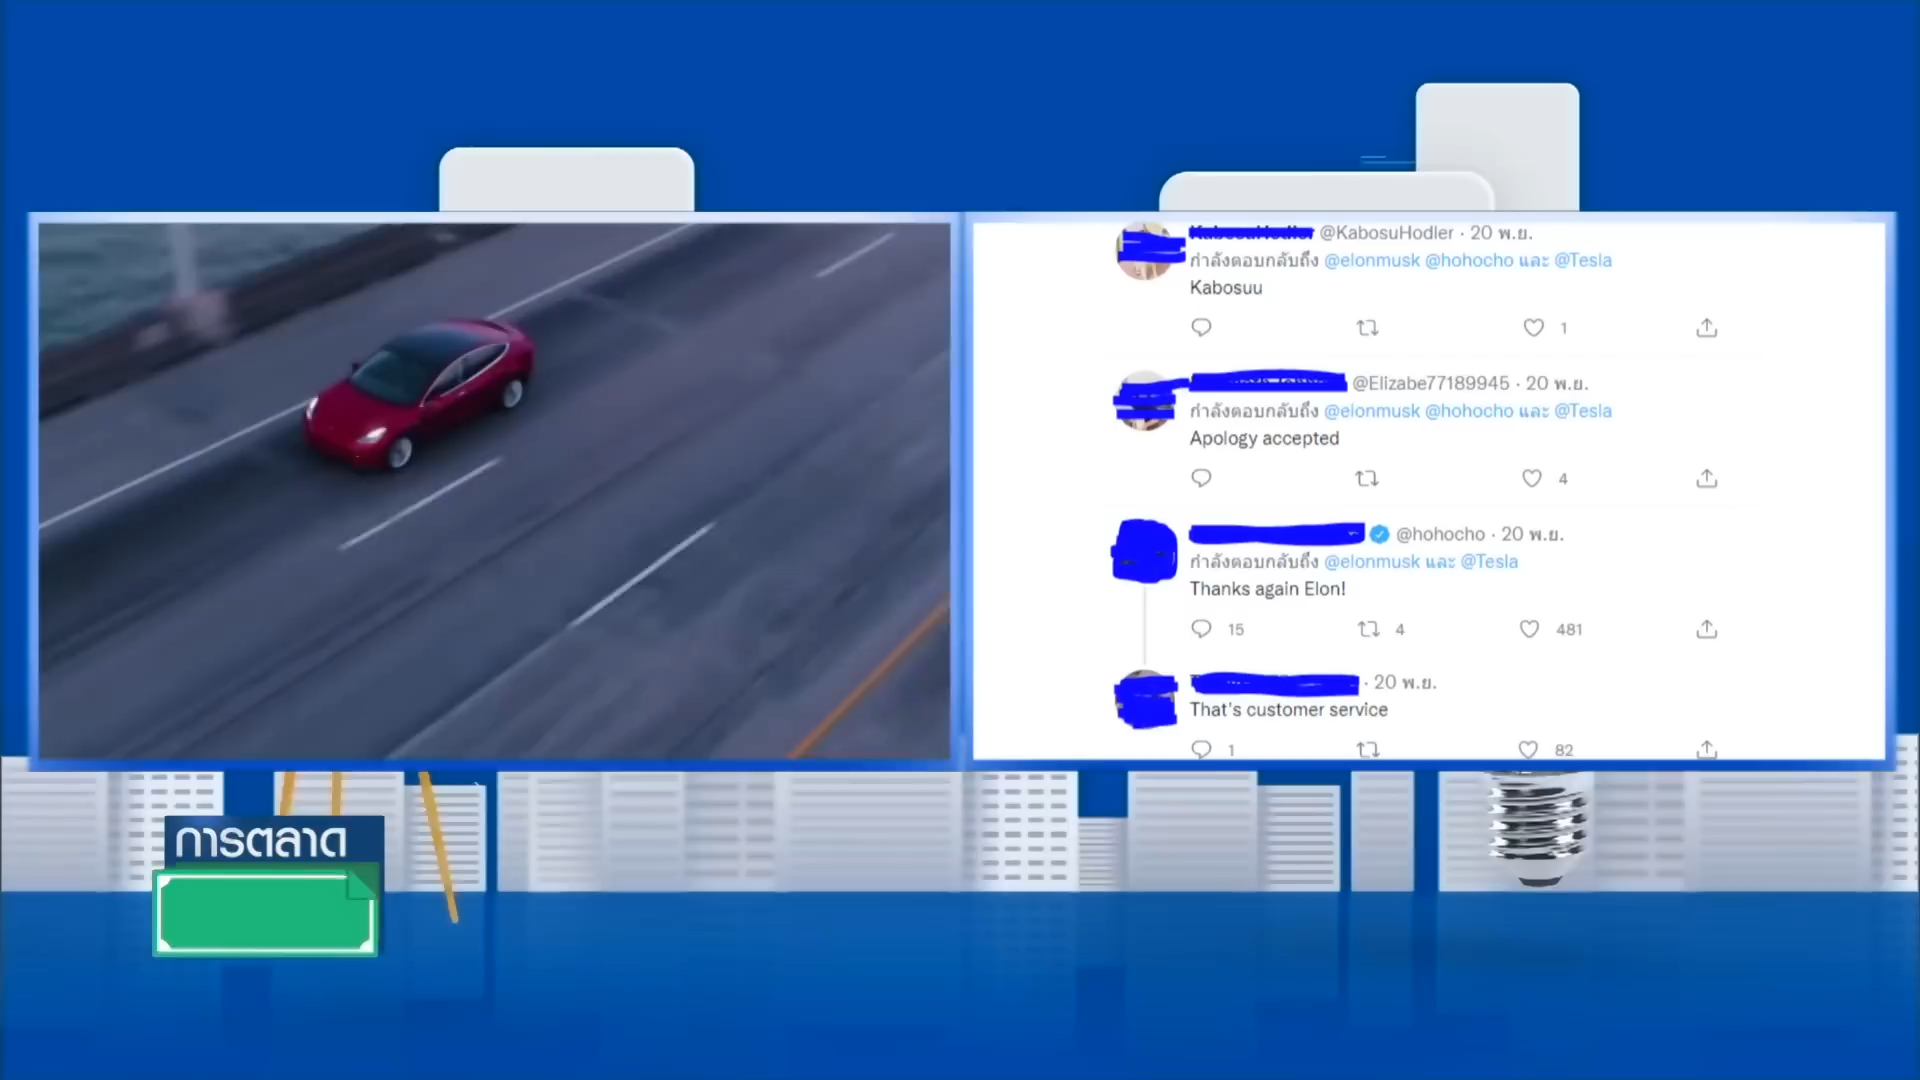 @KabosuHodler · 20 พ.ย.
กำลังตอบกลับถึง @elonmusk @hohocho และ @Tesla
Kabosuu
1
@Elizabe77189945 · 20 พ.ย.
กำลังตอบกลับถึง @elonmusk @hohocho และ @Tesla
Apology accepted
4
@hohocho · 20 พ.ย.
กำลังตอบกลับถึง @elonmusk และ @Tesla
Thanks again Elon!
15 4 481
· 20 พ.ย.
That's customer service
1 82
การตลาด